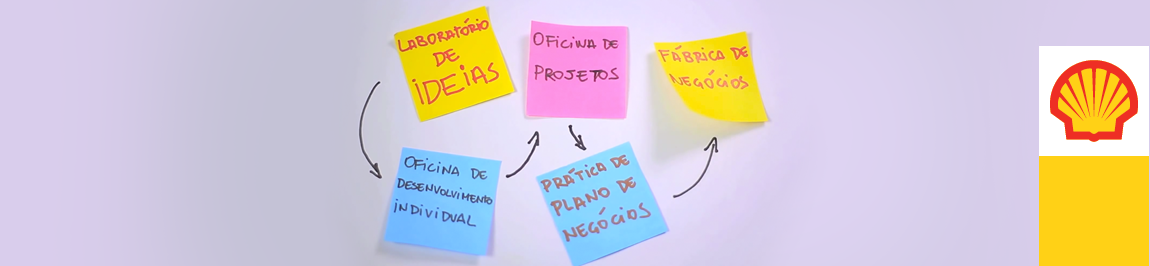 LABORATÓRIO
DE
IDEIAS
OFICINA DE
DESENVOLVIMENTO
INDIVIDUAL
OFICINA DE
PROJETOS
PRÁTICA DE
PLANO DE
NEGÓCIOS
FÁBRICA DE
NEGÓCIOS